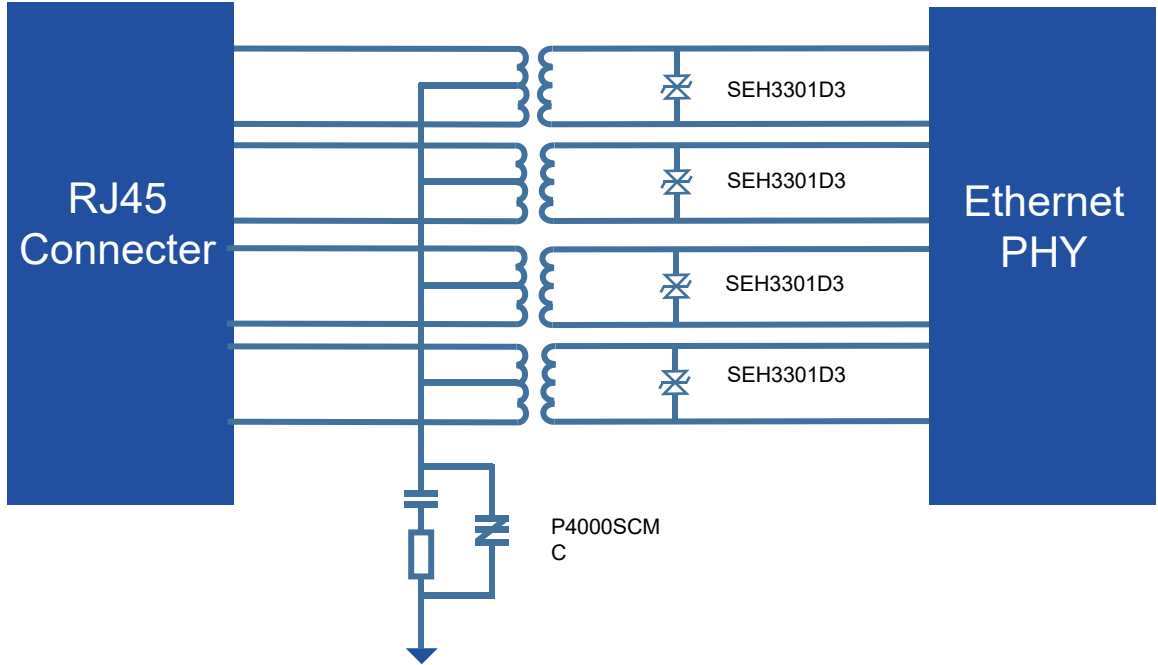 SEH3301D3
RJ45
Connecter
SEH3301D3
Ethernet
PHY
SEH3301D3
SEH3301D3
P4000SCM
C